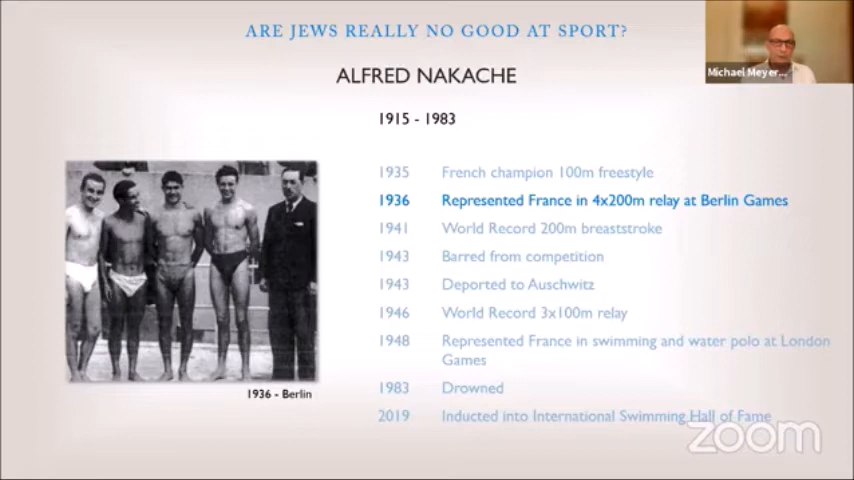 ARE JEWS REALLY NO GOOD AT SPORT?
Michael Meyer...
ALFRED NAKACHE
1915 - 1983
1935 French champion 100m freestyle
1936 Represented France in 4x200m relay at Berlin Games
1941 World Record 200m breaststroke
1943 Barred from competition
1943 Deported to Auschwitz
1946 World Record 3x100m relay
1948 Represented France in swimming and water polo at London
Games
1983 Drowned
2019 Inducted into International Swimming Hall of Fame
1936 - Berlin
zoom